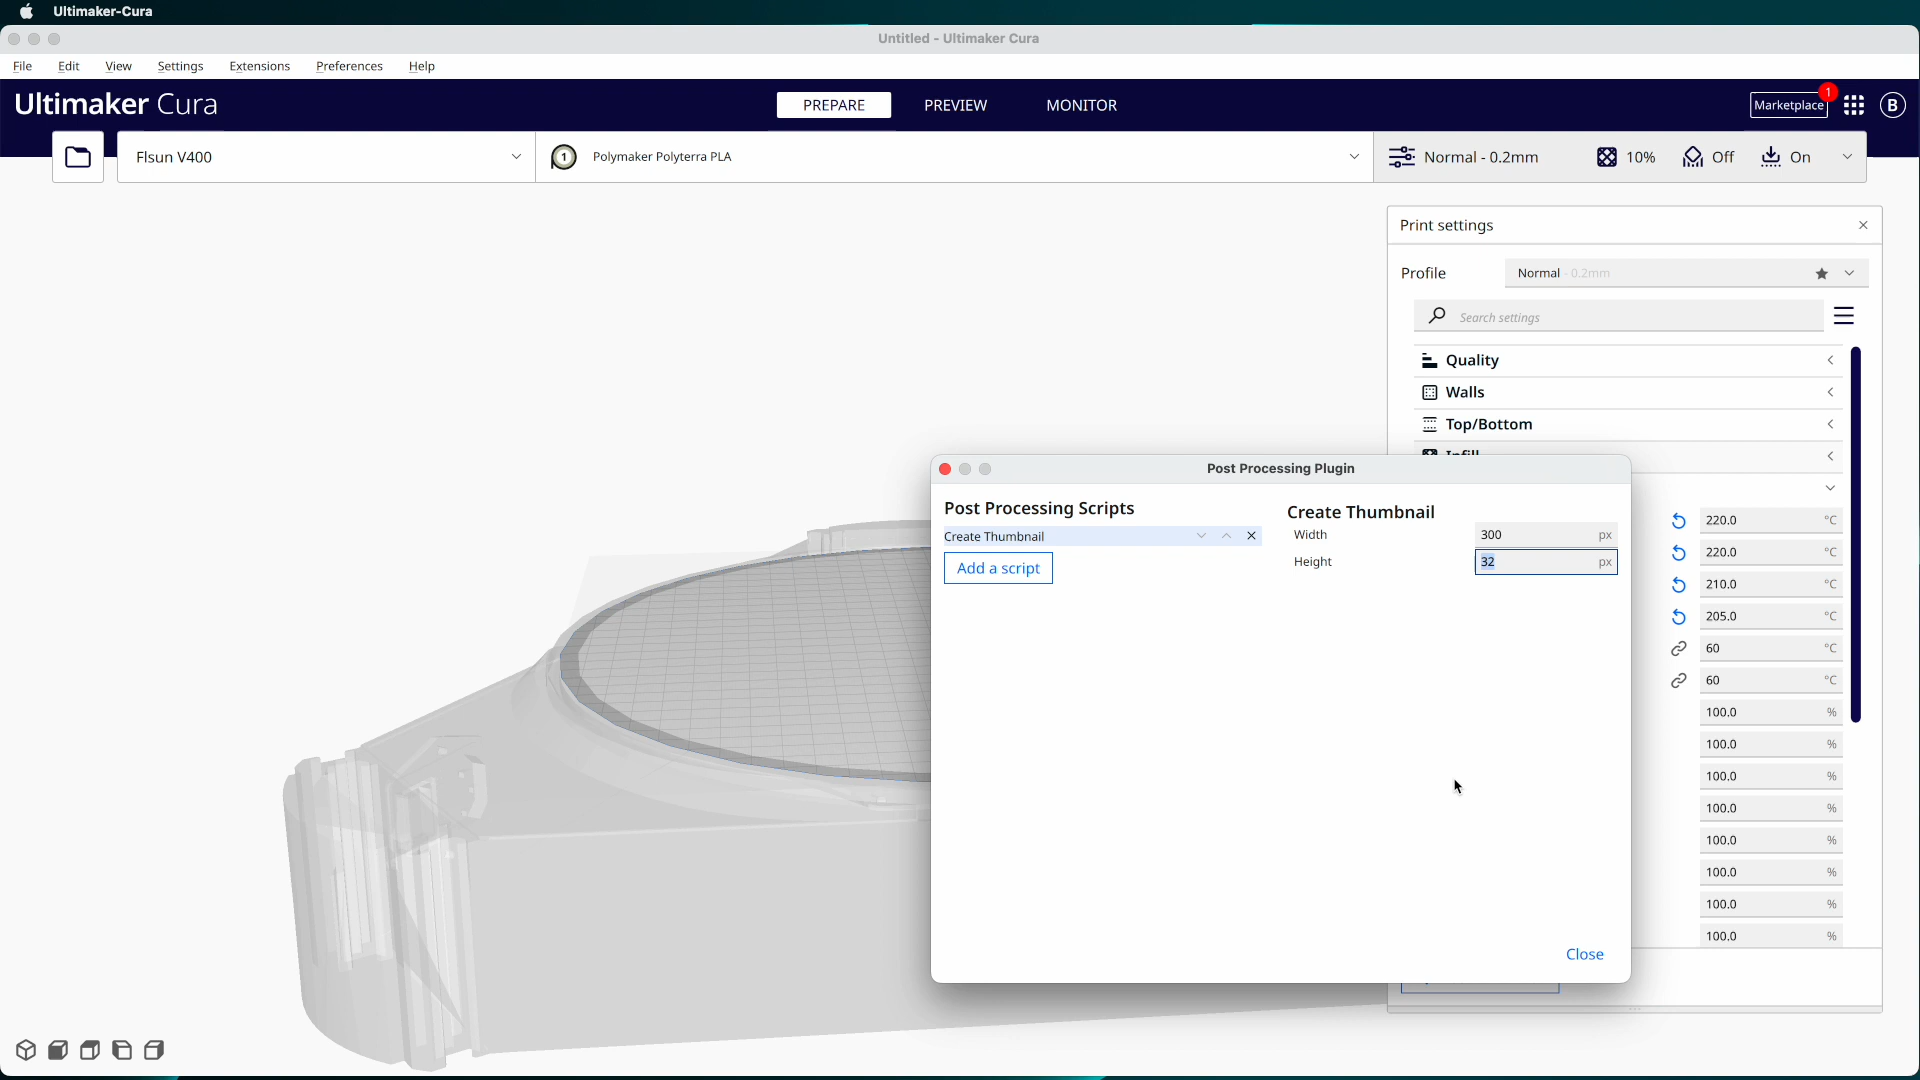 Ultimaker-Cura
Untitled - Ultimaker Cura
File Edit View Settings Extensions Preferences Help
Ultimaker Cura
PREPARE PREVIEW MONITOR
Marketplace 1 B
Flsun V400
1 Polymaker Polyterra PLA
Normal - 0.2mm 10% Off On
Print settings
Profile Normal - 0.2mm
Search settings
Quality
Walls
Top/Bottom
Infill
220.0 °C
220.0 °C
210.0 °C
205.0 °C
60 °C
60 °C
100.0 %
100.0 %
100.0 %
100.0 %
100.0 %
100.0 %
100.0 %
100.0 %
Post Processing Plugin
Post Processing Scripts
Create Thumbnail
Add a script
Create Thumbnail
Width 300 px
Height 32 px
Close